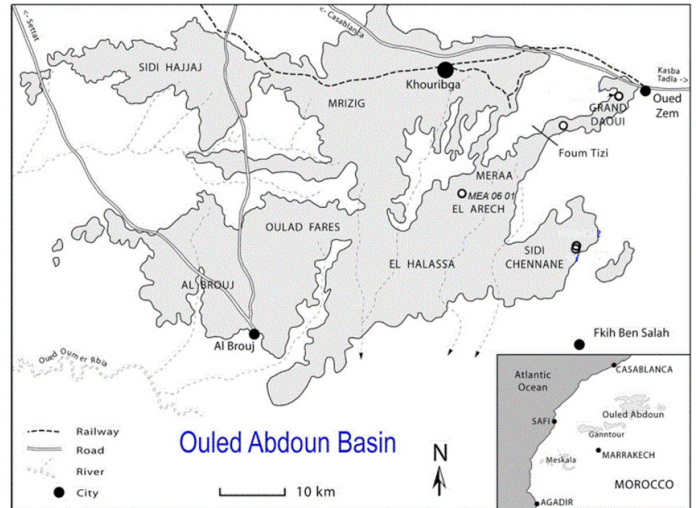 <- Settat
<- Casablanca
SIDI HAJJAJ
Khouribga
MRIZIG
Kasba
Tadla ->
Oued
Zem
GRAND
DAOUI
Foum Tizi
MERAA
MEA 06 01
EL ARECH
OULAD FARES
EL HALASSA
SIDI
CHENNANE
AL BROUJ
Al Brouj
Fkih Ben Salah
Oued Oum er Rbia
Railway
Road
River
City
Ouled Abdoun Basin
N
10 km
Atlantic
Ocean
CASABLANCA
SAFI
Ouled Abdoun
Ganntour
Meskala
MARRAKECH
MOROCCO
AGADIR